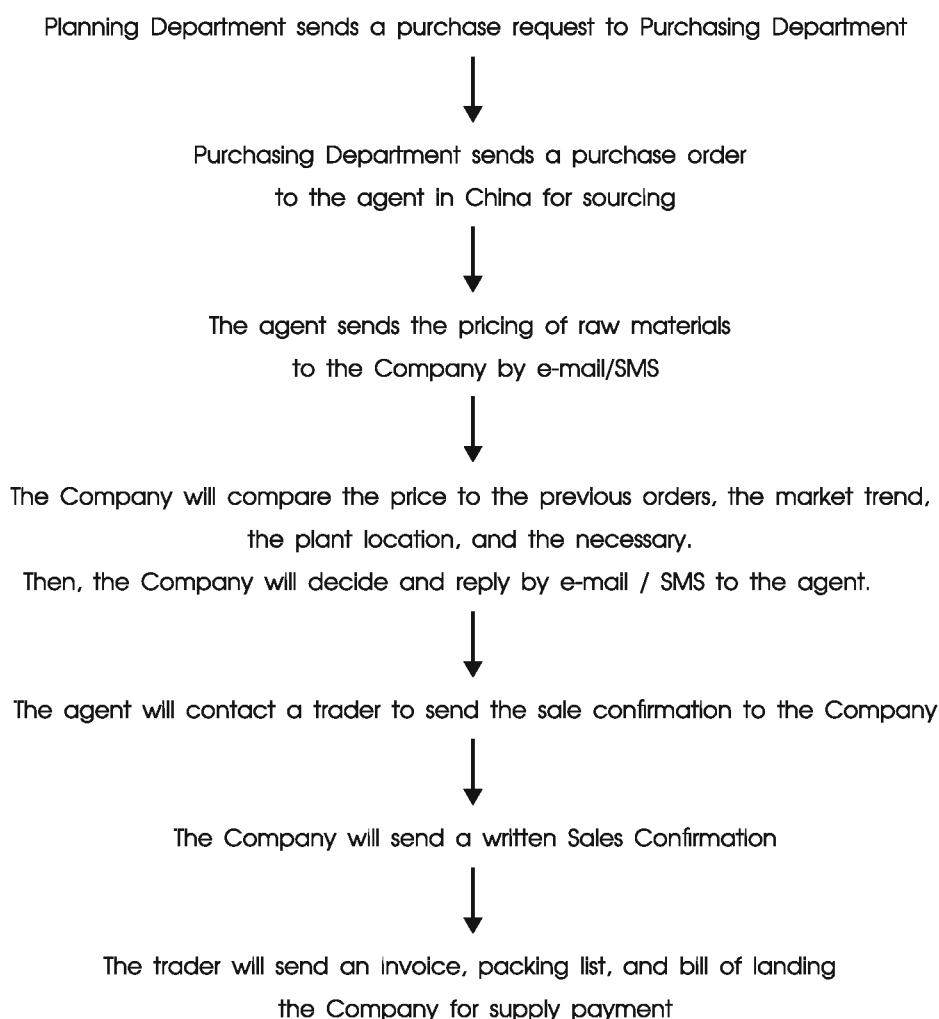 Planning Department sends a purchase request to Purchasing Department
Purchasing Department sends a purchase order
to the agent in China for sourcing
The agent sends the pricing of raw materials
to the Company by e-mail/SMS
The Company will compare the price to the previous orders, the market trend,
the plant location, and the necessary.
Then, the Company will decide and reply by e-mail / SMS to the agent.
The agent will contact a trader to send the sale confirmation to the Company
The Company will send a written Sales Confirmation
The trader will send an invoice, packing list, and bill of landing
the Company for supply payment